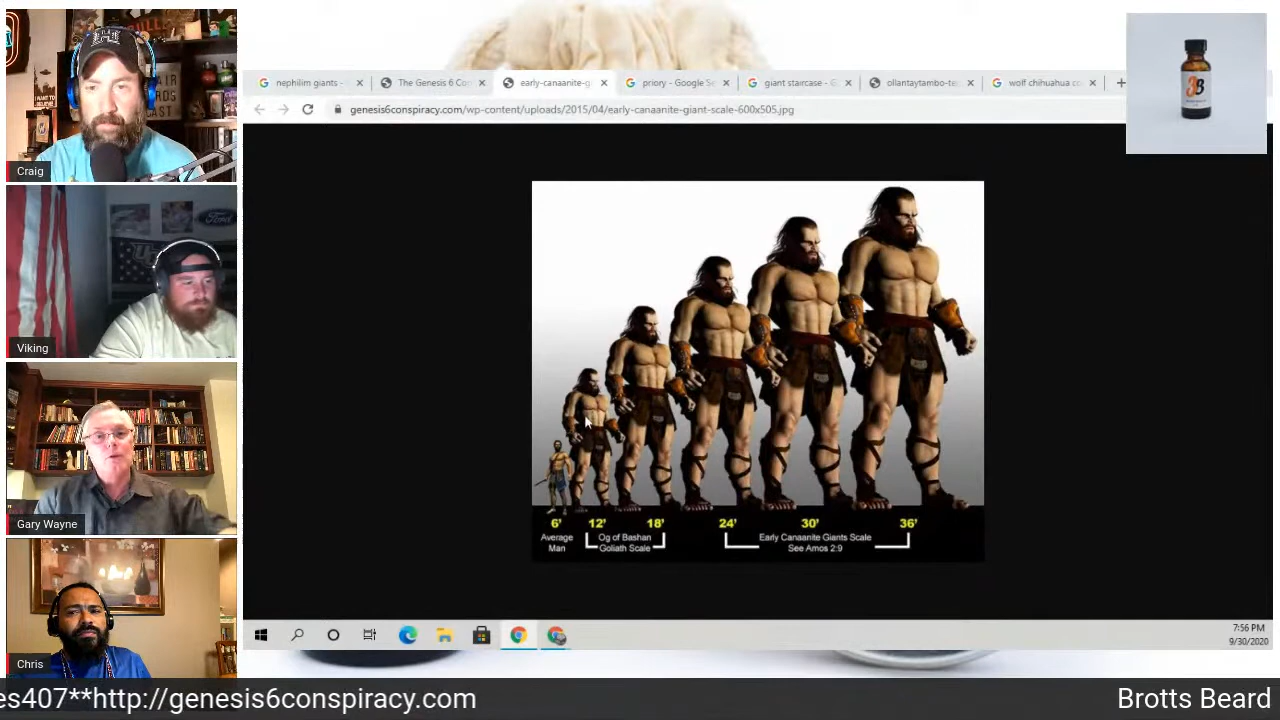 Craig
Viking
Ford
Gary Wayne
Chris
nephilim giants -
The Genesis 6 Con
early-canaanite-g
priory - Google Se
giant staircase - G
ollantaytambo-te
wolf chihuahua co
genesis6conspiracy.com/wp-content/uploads/2015/04/early-canaanite-giant-scale-600x505.jpg
3B
6' 12' 18' 24' 30' 36'
Average Man
Og of Bashan
Goliath Scale
Early Canaanite Giants Scale
See Amos 2:9
7:56 PM
9/30/2020
es407**http://genesis6conspiracy.com
Brotts Beard